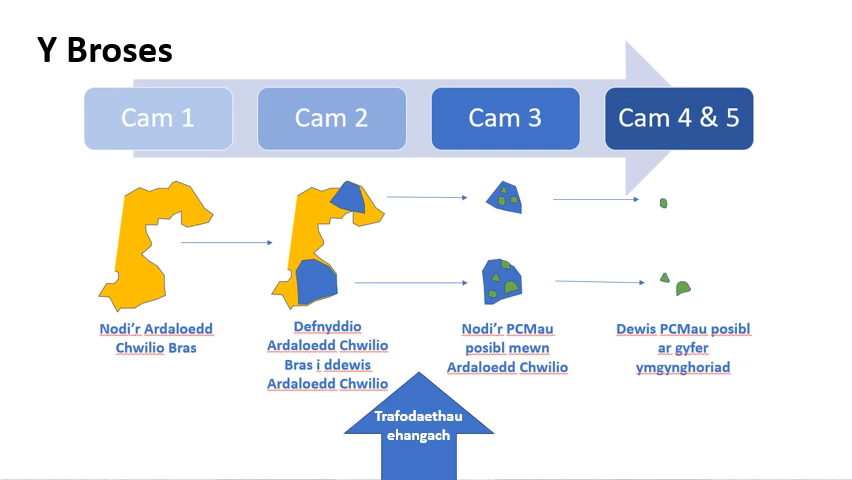 Y Broses
Cam 1
Cam 2
Cam 3
Cam 4 & 5
Nodi'r Ardaloedd
Chwilio Bras
Defnyddio
Ardaloedd Chwilio
Bras i ddewis
Ardaloedd Chwilio
Nodi'r PCMau
posibl mewn
Ardaloedd Chwilio
Dewis PCMau posibl
ar gyfer
ymgynghoriad
Trafodaethau
ehangach